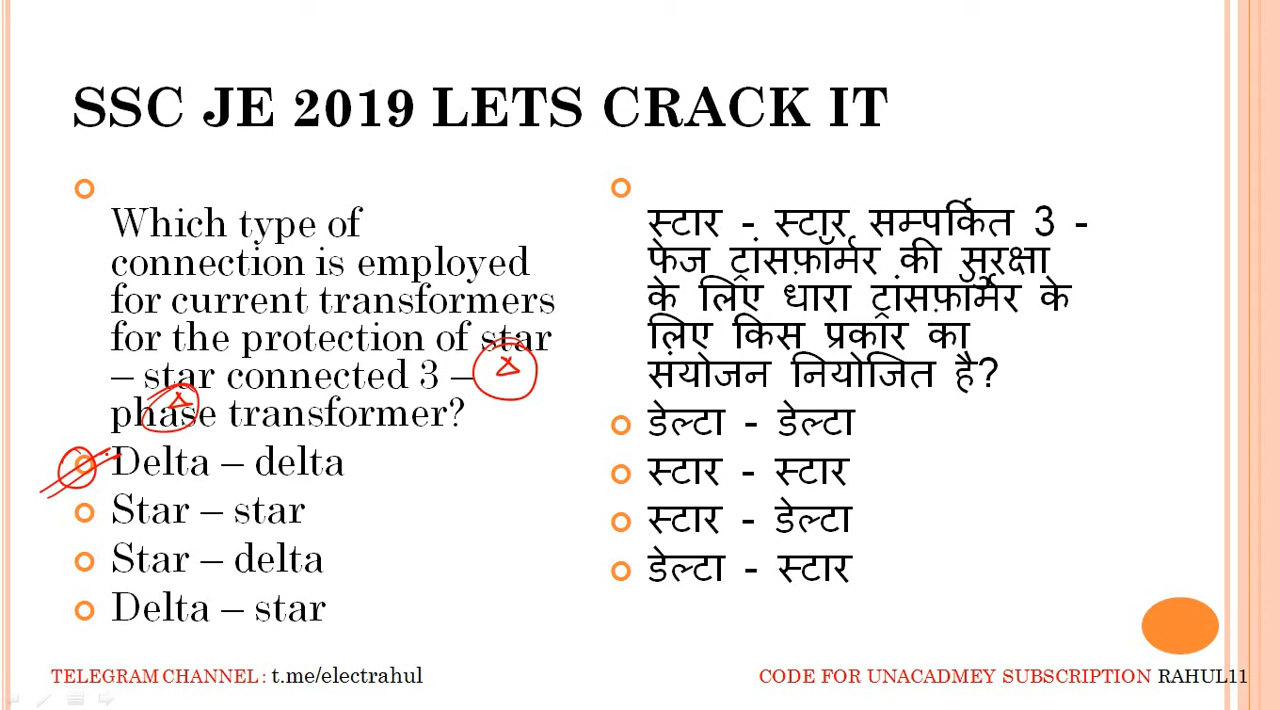 SSC JE 2019 LETS CRACK IT
Which type of
connection is employed
for current transformers
for the protection of star
– star connected 3 –
phase transformer?
Delta – delta
Star – star
Star – delta
Delta – star
स्टार - स्टार सम्पर्कित 3 -
फेज ट्रांसफ़ॉर्मर की सुरक्षा
के लिए धारा ट्रांसफ़ार्मर के
लिए किस प्रकार का
संयोजन नियोजित है?
डेल्टा - डेल्टा
स्टार - स्टार
स्टार - डेल्टा
डेल्टा - स्टार
TELEGRAM CHANNEL: t.me/electrahul
CODE FOR UNACADMEY SUBSCRIPTION RAHUL11